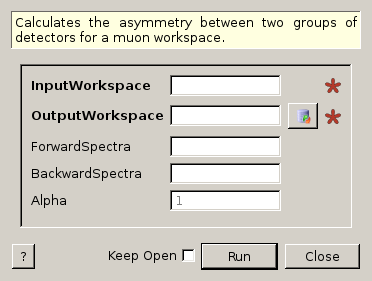 Calculates the asymmetry between two groups of
detectors for a muon workspace.
InputWorkspace
OutputWorkspace
ForwardSpectra
BackwardSpectra
Alpha 1
? Keep Open Run Close